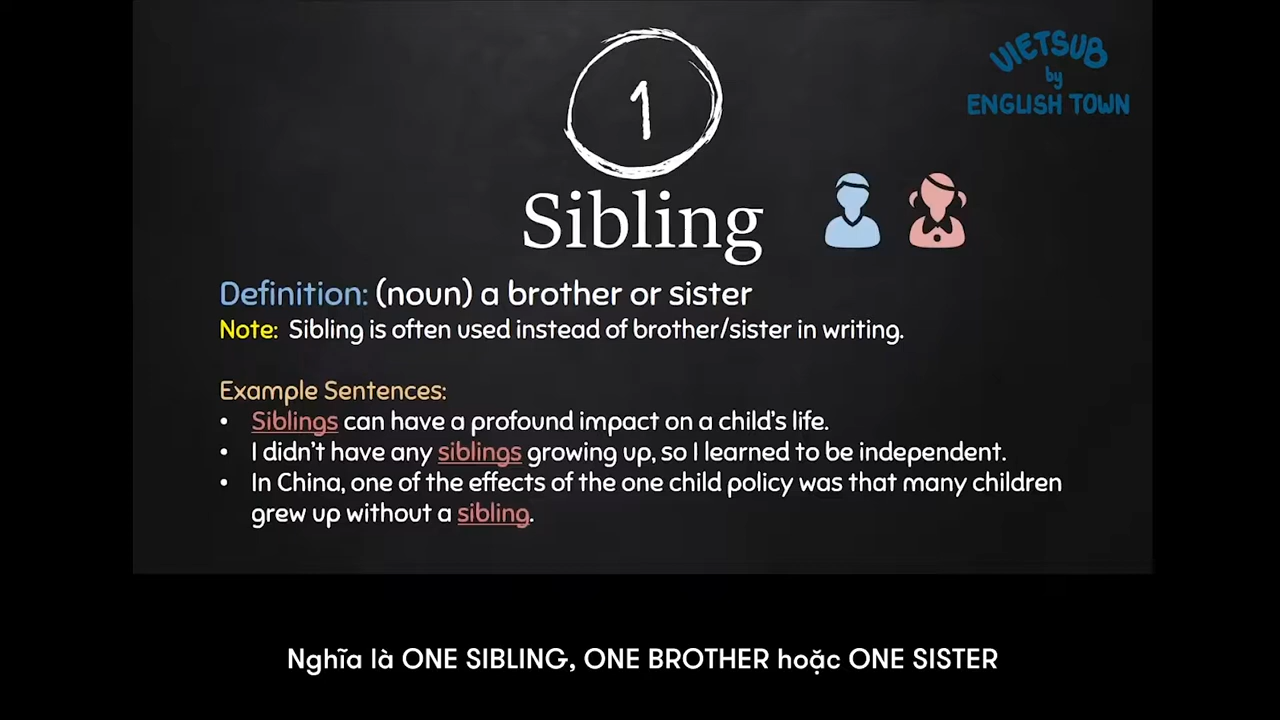 1
VIETSUB
by
ENGLISH TOWN
Sibling
Definition: (noun) a brother or sister
Note: Sibling is often used instead of brother/sister in writing.
Example Sentences:
• Siblings can have a profound impact on a child's life.
• I didn't have any siblings growing up, so I learned to be independent.
• In China, one of the effects of the one child policy was that many children
grew up without a sibling.
Nghĩa là ONE SIBLING, ONE BROTHER hoặc ONE SISTER